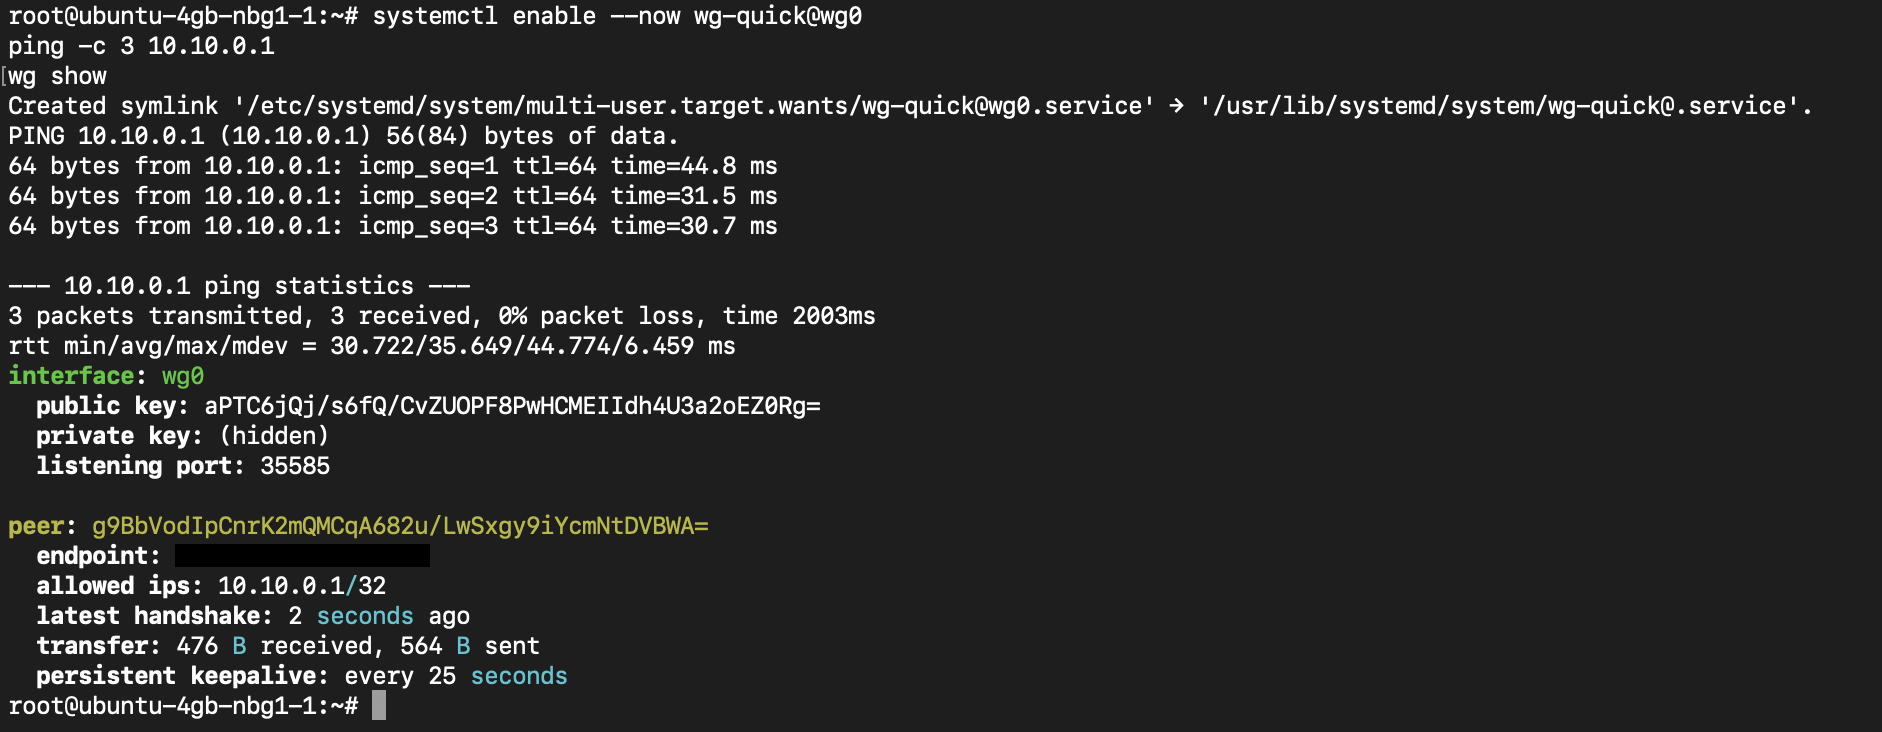 root@ubuntu-4gb-nbg1-1:~# systemctl enable --now wg-quick@wg0
ping -c 3 10.10.0.1
[wg show
Created symlink '/etc/systemd/system/multi-user.target.wants/wg-quick@wg0.service' → '/usr/lib/systemd/system/wg-quick@.service'.
PING 10.10.0.1 (10.10.0.1) 56(84) bytes of data.
64 bytes from 10.10.0.1: icmp_seq=1 ttl=64 time=44.8 ms
64 bytes from 10.10.0.1: icmp_seq=2 ttl=64 time=31.5 ms
64 bytes from 10.10.0.1: icmp_seq=3 ttl=64 time=30.7 ms

--- 10.10.0.1 ping statistics ---
3 packets transmitted, 3 received, 0% packet loss, time 2003ms
rtt min/avg/max/mdev = 30.722/35.649/44.774/6.459 ms
interface: wg0
  public key: aPTC6jQj/s6fQ/CvZUOPF8PwHCMEIIdh4U3a2oEZ0Rg=
  private key: (hidden)
  listening port: 35585

peer: g9BbVodIpCnrK2mQMCqA682u/LwSxgy9iYcmNtDVBWA=
  endpoint:
  allowed ips: 10.10.0.1/32
  latest handshake: 2 seconds ago
  transfer: 476 B received, 564 B sent
  persistent keepalive: every 25 seconds
root@ubuntu-4gb-nbg1-1:~#